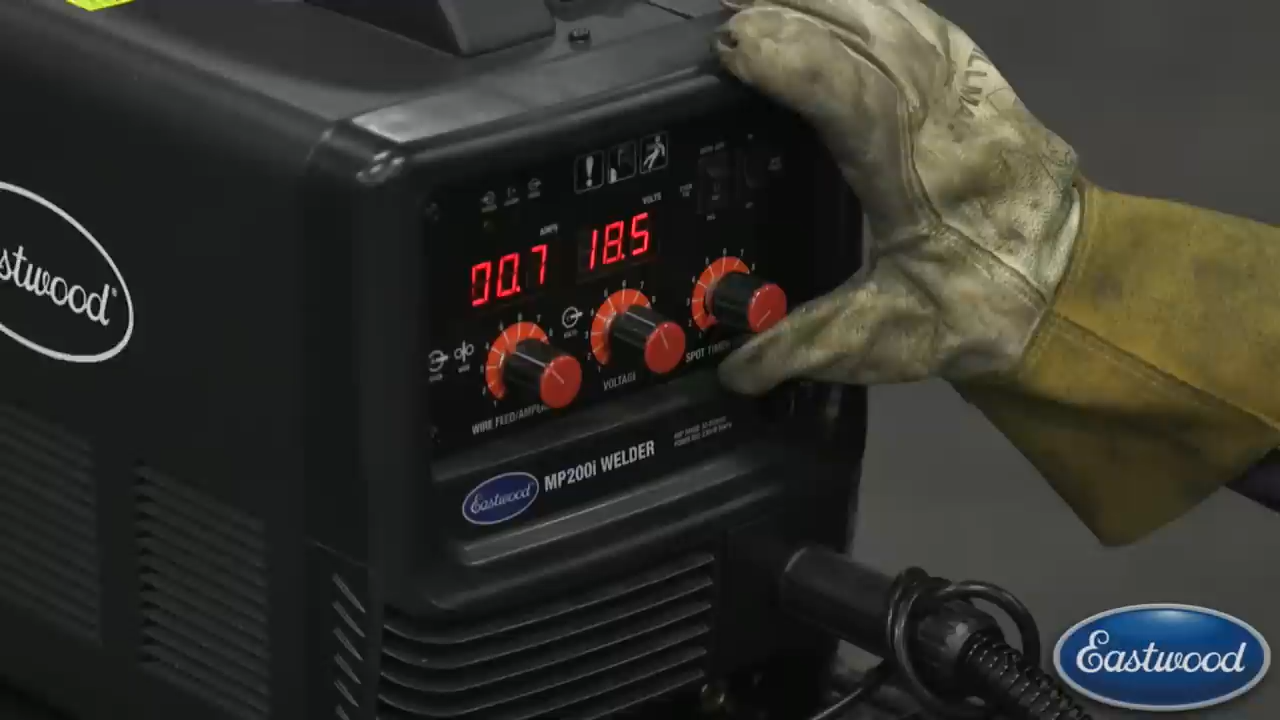 Eastwood
AMPS
VOLTS
00.7
18.5
VOLTAGE
SPOT TIMER
WIRE FEED/AMPERAGE
Eastwood
MP200i WELDER
Eastwood